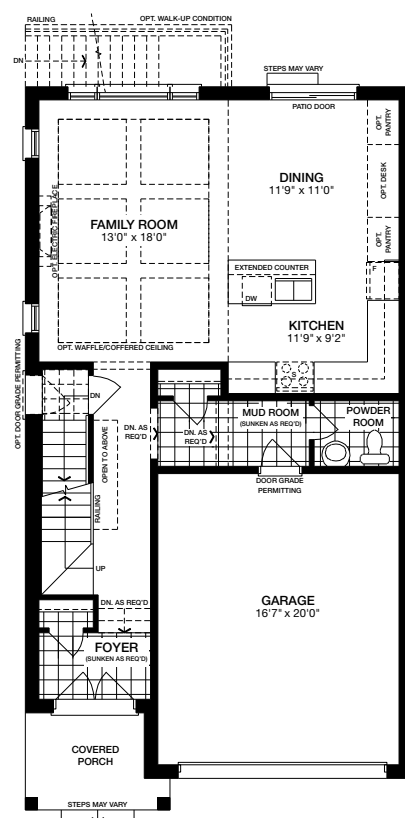 RAILING
OPT. WALK-UP CONDITION
DN
STEPS MAY VARY
PATIO DOOR
OPT. PANTRY
OPT. DESK
OPT. PANTRY
DINING
11'9" x 11'0"
FAMILY ROOM
13'0" x 18'0"
OPT ELECTRIC FIREPLACE
EXTENDED COUNTER
DW
F
KITCHEN
11'9" x 9'2"
S
OPT. WAFFLE/COFFERED CEILING
OPT. DOOR GRADE PERMITTING
DN
OPEN TO ABOVE
RAILING
UP
DN. AS
REQ'D
DN. AS
REQ'D
MUD ROOM
(SUNKEN AS REQ'D)
POWDER
ROOM
DOOR GRADE
PERMITTING
DN. AS REQ'D
FOYER
(SUNKEN AS REQ'D)
GARAGE
16'7" x 20'0"
COVERED
PORCH
STEPS MAY VARY